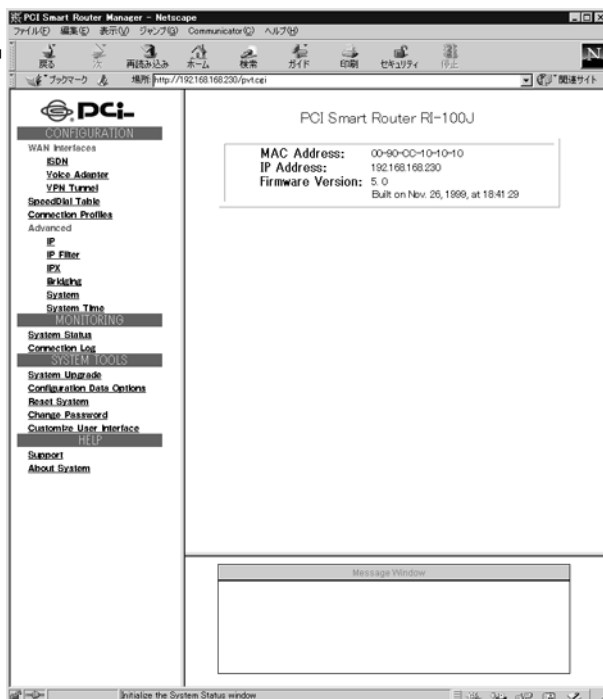 PCI Smart Router Manager - Netscape
ファイル(F) 編集(E) 表示(V) ジャンプ(G) Communicator(C) ヘルプ(H)
戻る 次 再読み込み ホーム 検索 ガイド 印刷 セキュリティ 停止
N
ブックマーク 場所: http://192.168.168.230/pvt.cgi 関連サイト
PCi
CONFIGURATION
WAN Interfaces
ISDN
Voice Adapter
VPN Tunnel
SpeedDial Table
Connection Profiles
Advanced
IP
IP Filter
IPX
Bridging
System
System Time
MONITORING
System Status
Connection Log
SYSTEM TOOLS
System Upgrade
Configuration Data Options
Reset System
Change Password
Customize User Interface
HELP
Support
About System
PCI Smart Router RI-100J
MAC Address: 00-90-CC-10-10-10
IP Address: 192.168.168.230
Firmware Version: 5.0
Built on Nov. 26, 1999, at 18:41:29
Message Window
Initialize the System Status window